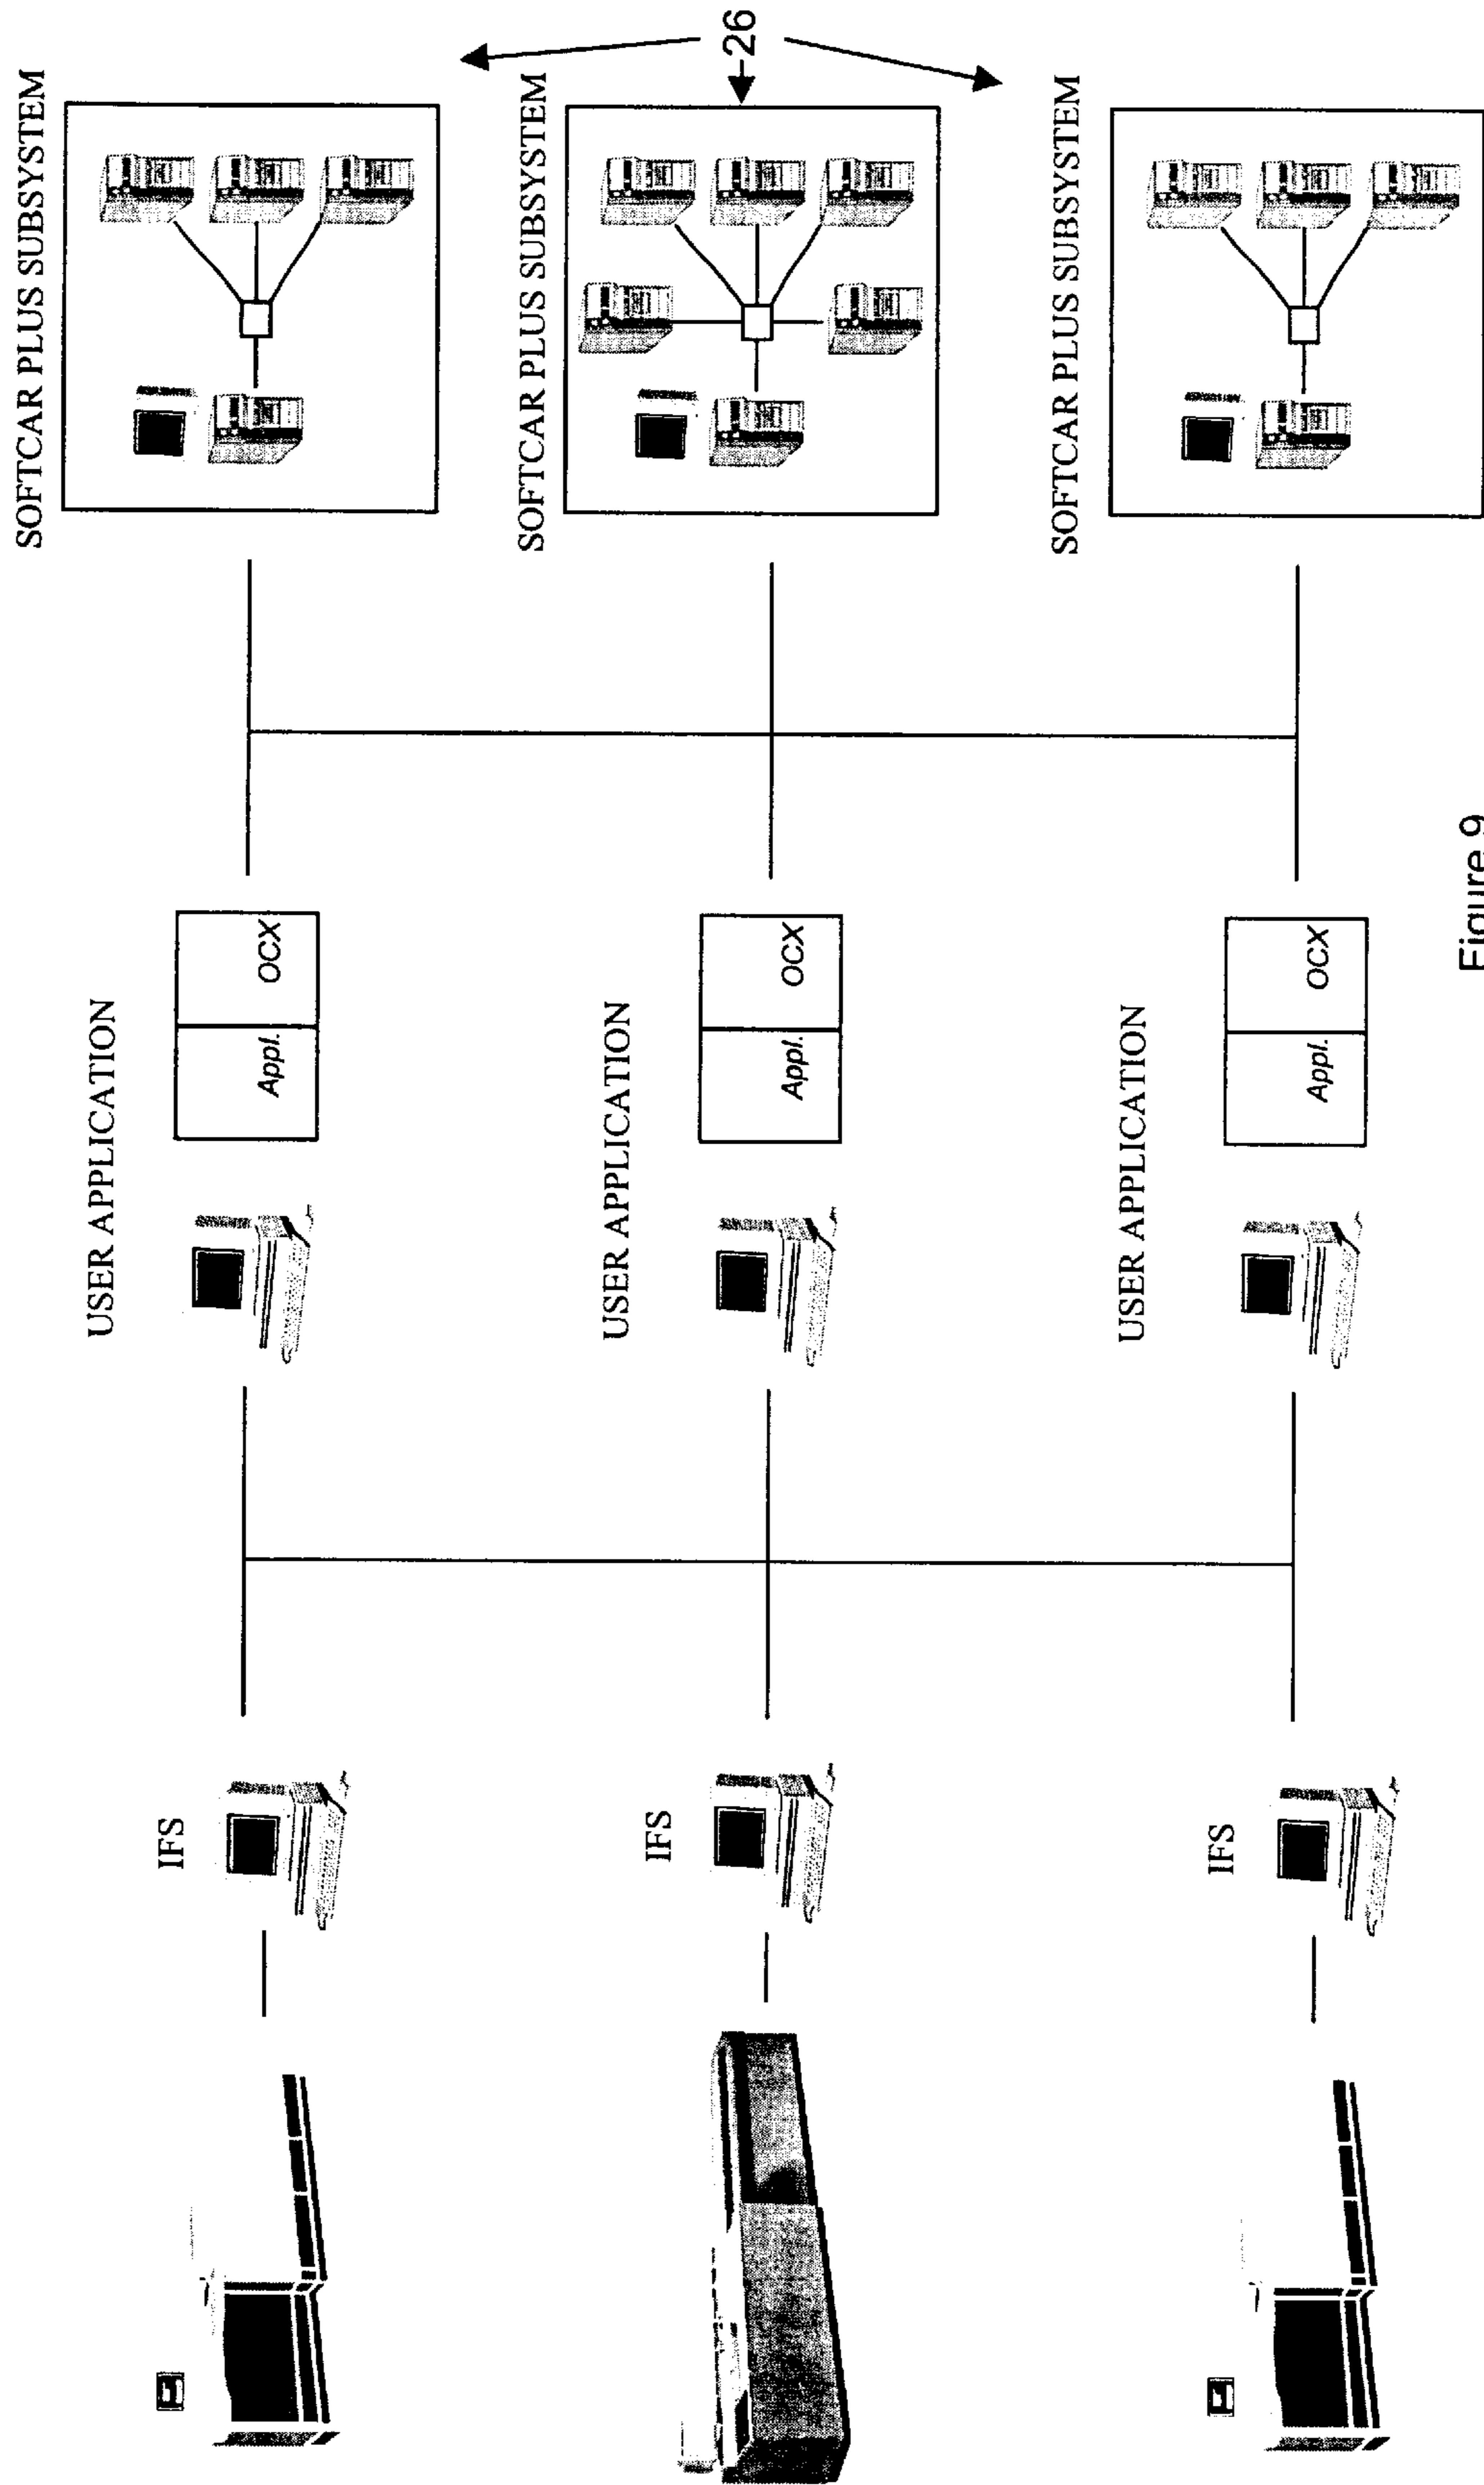 SOFTCAR PLUS SUBSYSTEM
SOFTCAR PLUS SUBSYSTEM
SOFTCAR PLUS SUBSYSTEM
26
USER APPLICATION
Appl. OCX
USER APPLICATION
Appl. OCX
USER APPLICATION
Appl. OCX
IFS
IFS
IFS
Figure 9